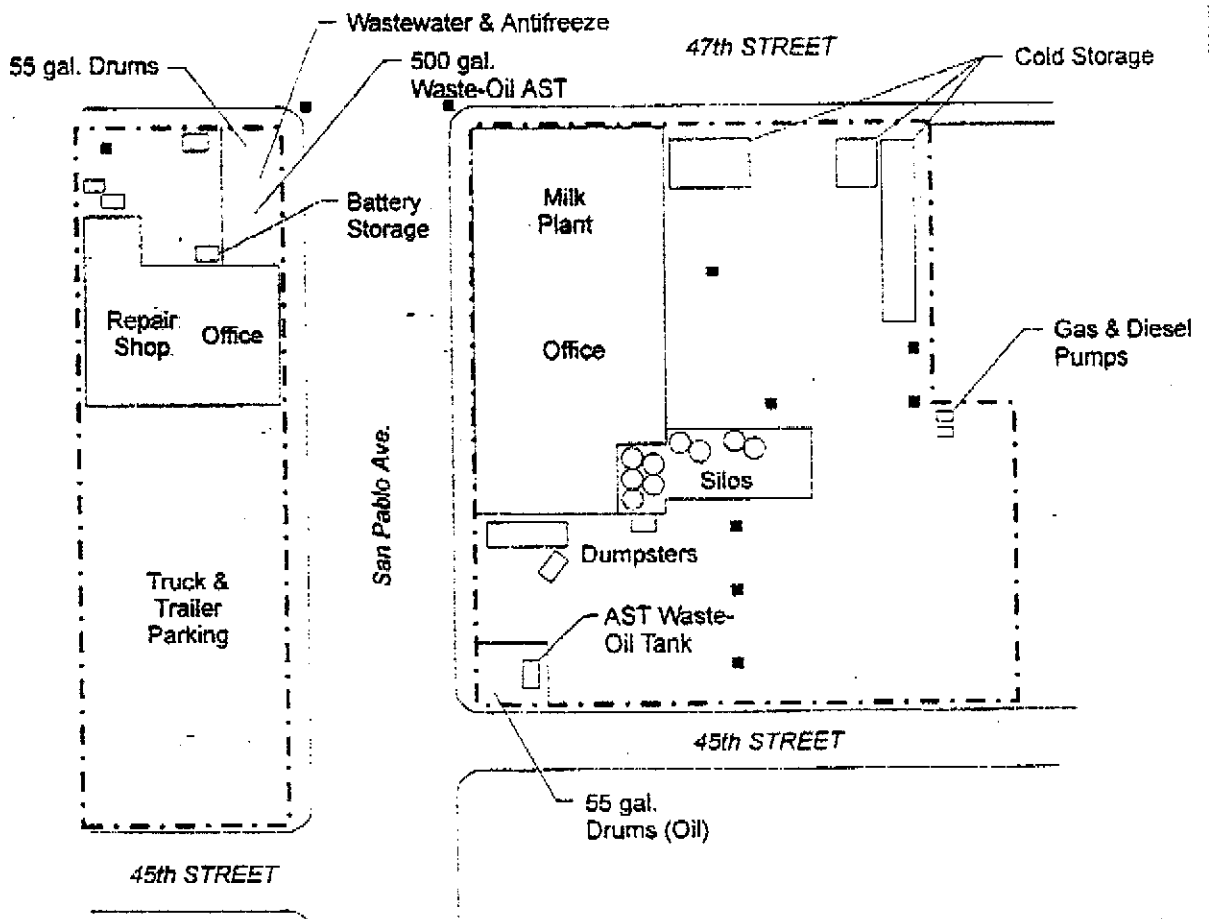 Wastewater & Antifreeze
55 gal. Drums
500 gal.
Waste-Oil AST
47th STREET
Cold Storage
Milk
Plant
Battery
Storage
Repair
Shop
Office
Office
Gas & Diesel
Pumps
San Pablo Ave.
Silos
Dumpsters
Truck &
Trailer
Parking
AST Waste-
Oil Tank
45th STREET
55 gal.
Drums (Oil)
45th STREET